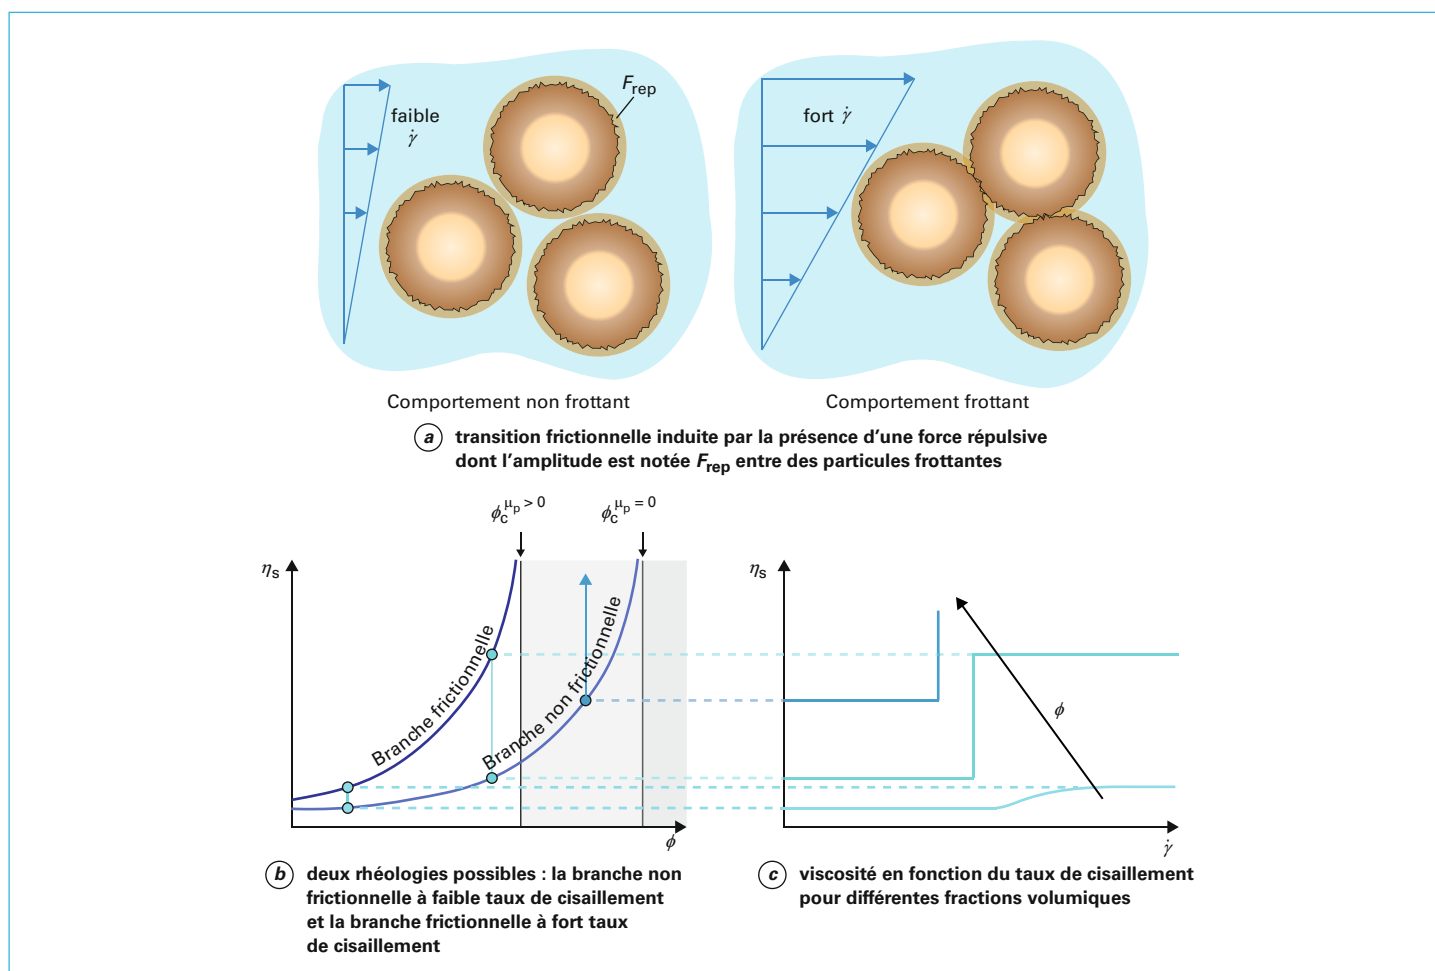 faible
γ̇
F_rep
fort γ̇
Comportement non frottant
Comportement frottant
a transition frictionnelle induite par la présence d'une force répulsive
dont l'amplitude est notée F_rep entre des particules frottantes
ϕ_c^{μ_p > 0}
ϕ_c^{μ_p = 0}
η_s
Branche frictionnelle
Branche non frictionnelle
ϕ
η_s
ϕ
γ̇
b deux rhéologies possibles : la branche non
frictionnelle à faible taux de cisaillement
et la branche frictionnelle à fort taux
de cisaillement
c viscosité en fonction du taux de cisaillement
pour différentes fractions volumiques